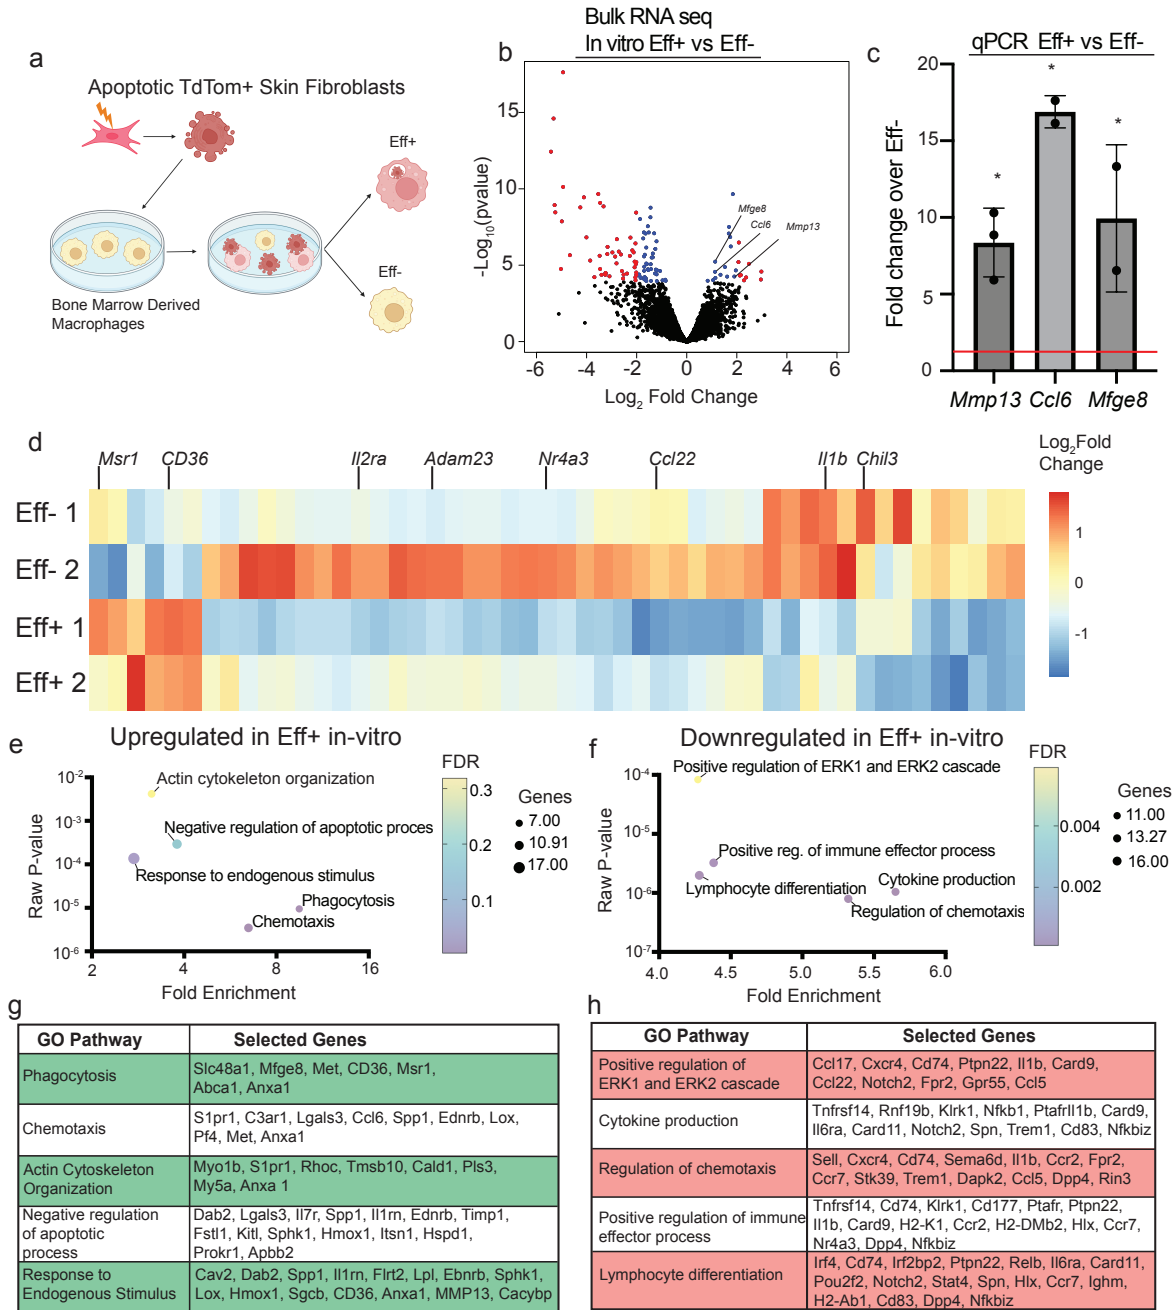 a
Apoptotic TdTom+ Skin Fibroblasts
Eff+
Eff-
Bone Marrow Derived
Macrophages
b
Bulk RNA seq
In vitro Eff+ vs Eff-
-Log10(pvalue)
15
10
5
0
Mfge8
Ccl6
Mmp13
-6
-4
-2
0
2
4
6
Log2 Fold Change
c
qPCR Eff+ vs Eff-
Fold change over Eff-
20
15
10
5
0
*
*
*
Mmp13
Ccl6
Mfge8
d
Msr1
CD36
Il2ra
Adam23
Nr4a3
Ccl22
Il1b
Chil3
Log2Fold
Change
1
0
-1
Eff- 1
Eff- 2
Eff+ 1
Eff+ 2
e
Upregulated in Eff+ in-vitro
Raw P-value
10-2
10-3
10-4
10-5
10-6
Actin cytokeleton organization
Negative regulation of apoptotic proces
Response to endogenous stimulus
Phagocytosis
Chemotaxis
2
4
8
16
Fold Enrichment
FDR
0.3
0.2
0.1
Genes
7.00
10.91
17.00
f
Downregulated in Eff+ in-vitro
Raw P-value
10-4
10-5
10-6
10-7
Positive regulation of ERK1 and ERK2 cascade
Positive reg. of immune effector process
Lymphocyte differentiation
Cytokine production
Regulation of chemotaxis
4.0
4.5
5.0
5.5
6.0
Fold Enrichment
FDR
0.004
0.002
Genes
11.00
13.27
16.00
g
GO Pathway
Selected Genes
Phagocytosis
Slc48a1, Mfge8, Met, CD36, Msr1,
Abca1, Anxa1
Chemotaxis
S1pr1, C3ar1, Lgals3, Ccl6, Spp1, Ednrb, Lox,
Pf4, Met, Anxa1
Actin Cytoskeleton
Organization
Myo1b, S1pr1, Rhoc, Tmsb10, Cald1, Pls3,
My5a, Anxa 1
Negative regulation
of apoptotic
process
Dab2, Lgals3, Il7r, Spp1, Il1rn, Ednrb, Timp1,
Fstl1, Kitl, Sphk1, Hmox1, Itsn1, Hspd1,
Prokr1, Apbb2
Response to
Endogenous Stimulus
Cav2, Dab2, Spp1, Il1rn, Flrt2, Lpl, Ebnrb, Sphk1,
Lox, Hmox1, Sgcb, CD36, Anxa1, MMP13, Cacybp
h
GO Pathway
Selected Genes
Positive regulation of
ERK1 and ERK2 cascade
Ccl17, Cxcr4, Cd74, Ptpn22, Il1b, Card9,
Ccl22, Notch2, Fpr2, Gpr55, Ccl5
Cytokine production
Tnfrsf14, Rnf19b, Klrk1, Nfkb1, PtafrIl1b, Card9,
Il6ra, Card11, Notch2, Spn, Trem1, Cd83, Nfkbiz
Regulation of chemotaxis
Sell, Cxcr4, Cd74, Sema6d, Il1b, Ccr2, Fpr2,
Ccr7, Stk39, Trem1, Dapk2, Ccl5, Dpp4, Rin3
Positive regulation of immune
effector process
Tnfrsf14, Cd74, Klrk1, Cd177, Ptafr, Ptpn22,
Il1b, Card9, H2-K1, Ccr2, H2-DMb2, Hlx, Ccr7,
Nr4a3, Dpp4, Nfkbiz
Lymphocyte differentiation
Irf4, Cd74, Irf2bp2, Ptpn22, Relb, Il6ra, Card11,
Pou2f2, Notch2, Stat4, Spn, Hlx, Ccr7, Ighm,
H2-Ab1, Cd83, Dpp4, Nfkbiz